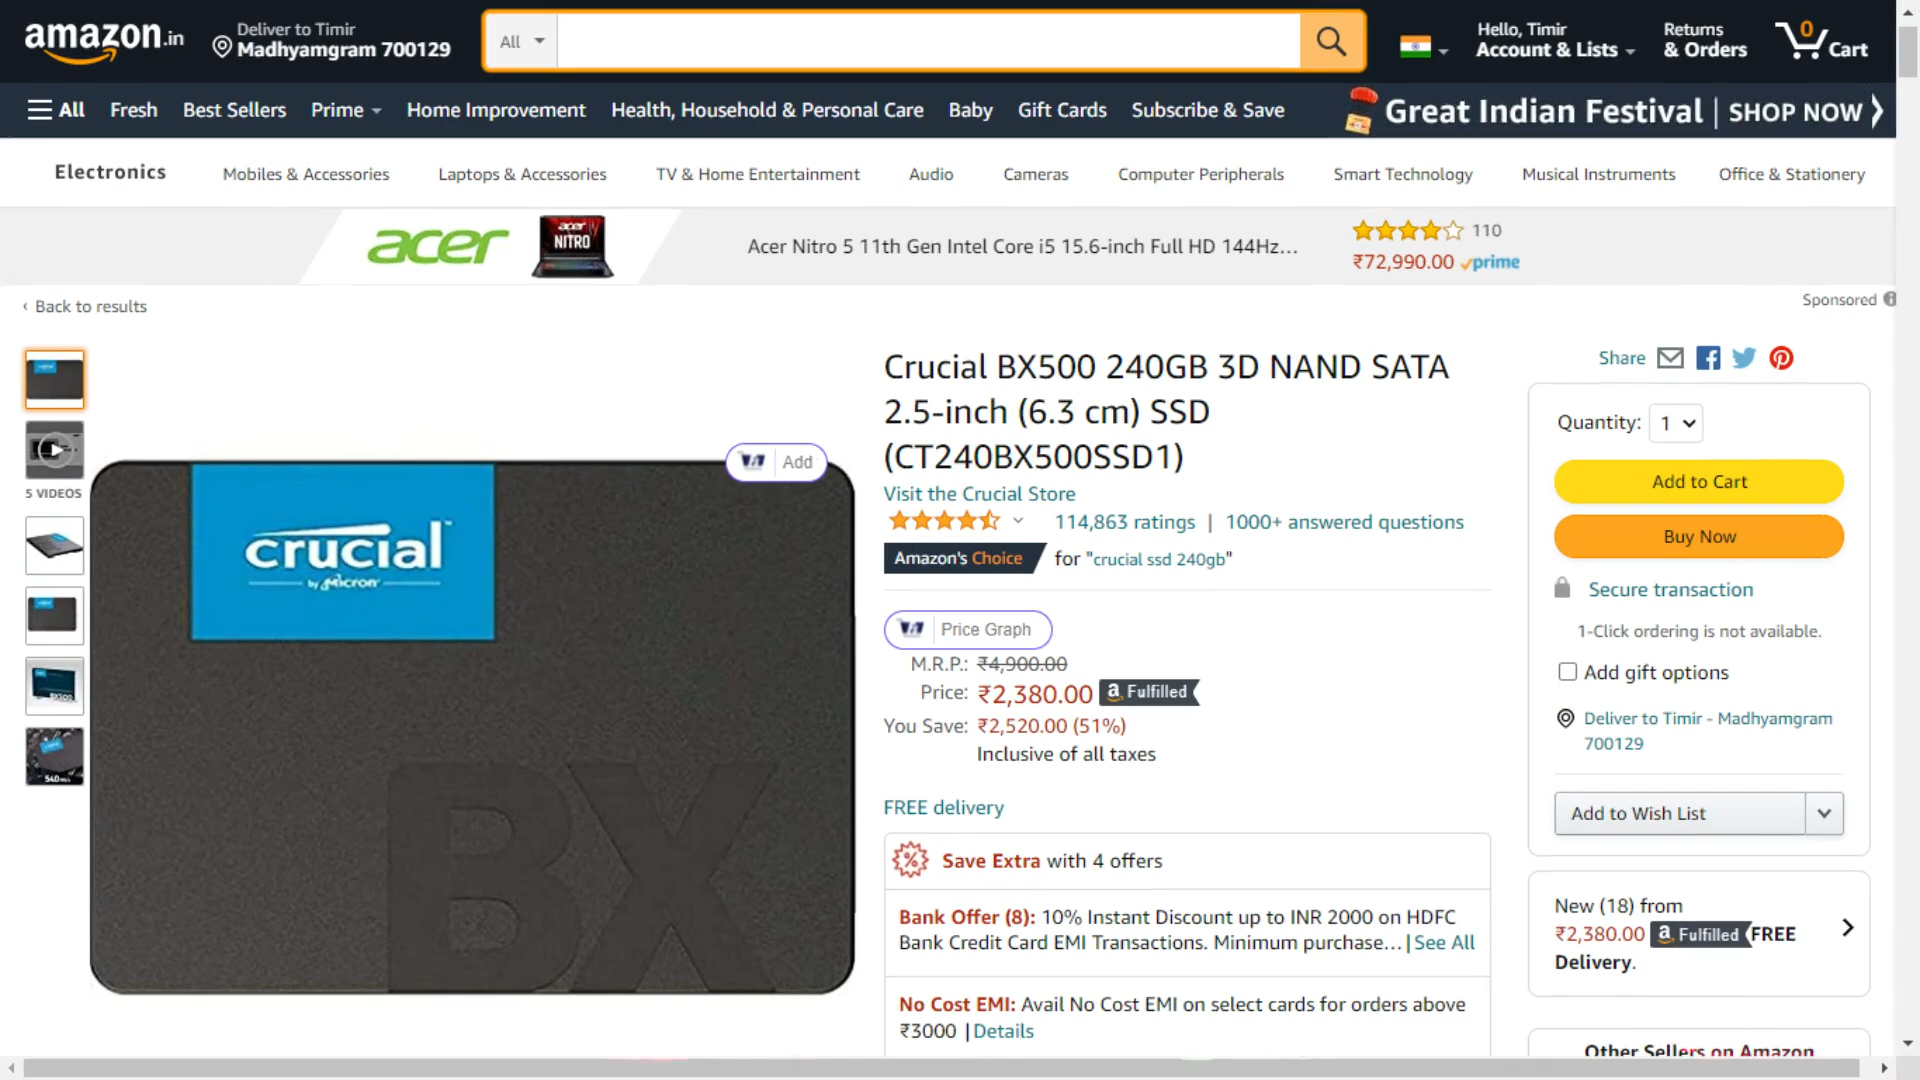 amazon.in
Deliver to Timir
Madhyamgram 700129
All
Hello, Timir
Account & Lists
Returns
& Orders
0
Cart
All
Fresh
Best Sellers
Prime
Home Improvement
Health, Household & Personal Care
Baby
Gift Cards
Subscribe & Save
Great Indian Festival | SHOP NOW
Electronics
Mobiles & Accessories
Laptops & Accessories
TV & Home Entertainment
Audio
Cameras
Computer Peripherals
Smart Technology
Musical Instruments
Office & Stationery
acer
acer
NITRO
Acer Nitro 5 11th Gen Intel Core i5 15.6-inch Full HD 144Hz...
110
₹72,990.00 prime
Sponsored
‹ Back to results
5 VIDEOS
BX500
540
Add
crucial™
by Micron
BX
Crucial BX500 240GB 3D NAND SATA
2.5-inch (6.3 cm) SSD
(CT240BX500SSD1)
Visit the Crucial Store
114,863 ratings | 1000+ answered questions
Amazon's Choice for "crucial ssd 240gb"
Price Graph
M.R.P.: ₹4,900.00
Price: ₹2,380.00 a Fulfilled
You Save: ₹2,520.00 (51%)
Inclusive of all taxes
FREE delivery
% Save Extra with 4 offers
Bank Offer (8): 10% Instant Discount up to INR 2000 on HDFC
Bank Credit Card EMI Transactions. Minimum purchase... | See All
No Cost EMI: Avail No Cost EMI on select cards for orders above
₹3000 | Details
Share
Quantity: 1
Add to Cart
Buy Now
Secure transaction
1-Click ordering is not available.
Add gift options
Deliver to Timir - Madhyamgram
700129
Add to Wish List
New (18) from
₹2,380.00 a Fulfilled FREE
Delivery.
Other Sellers on Amazon